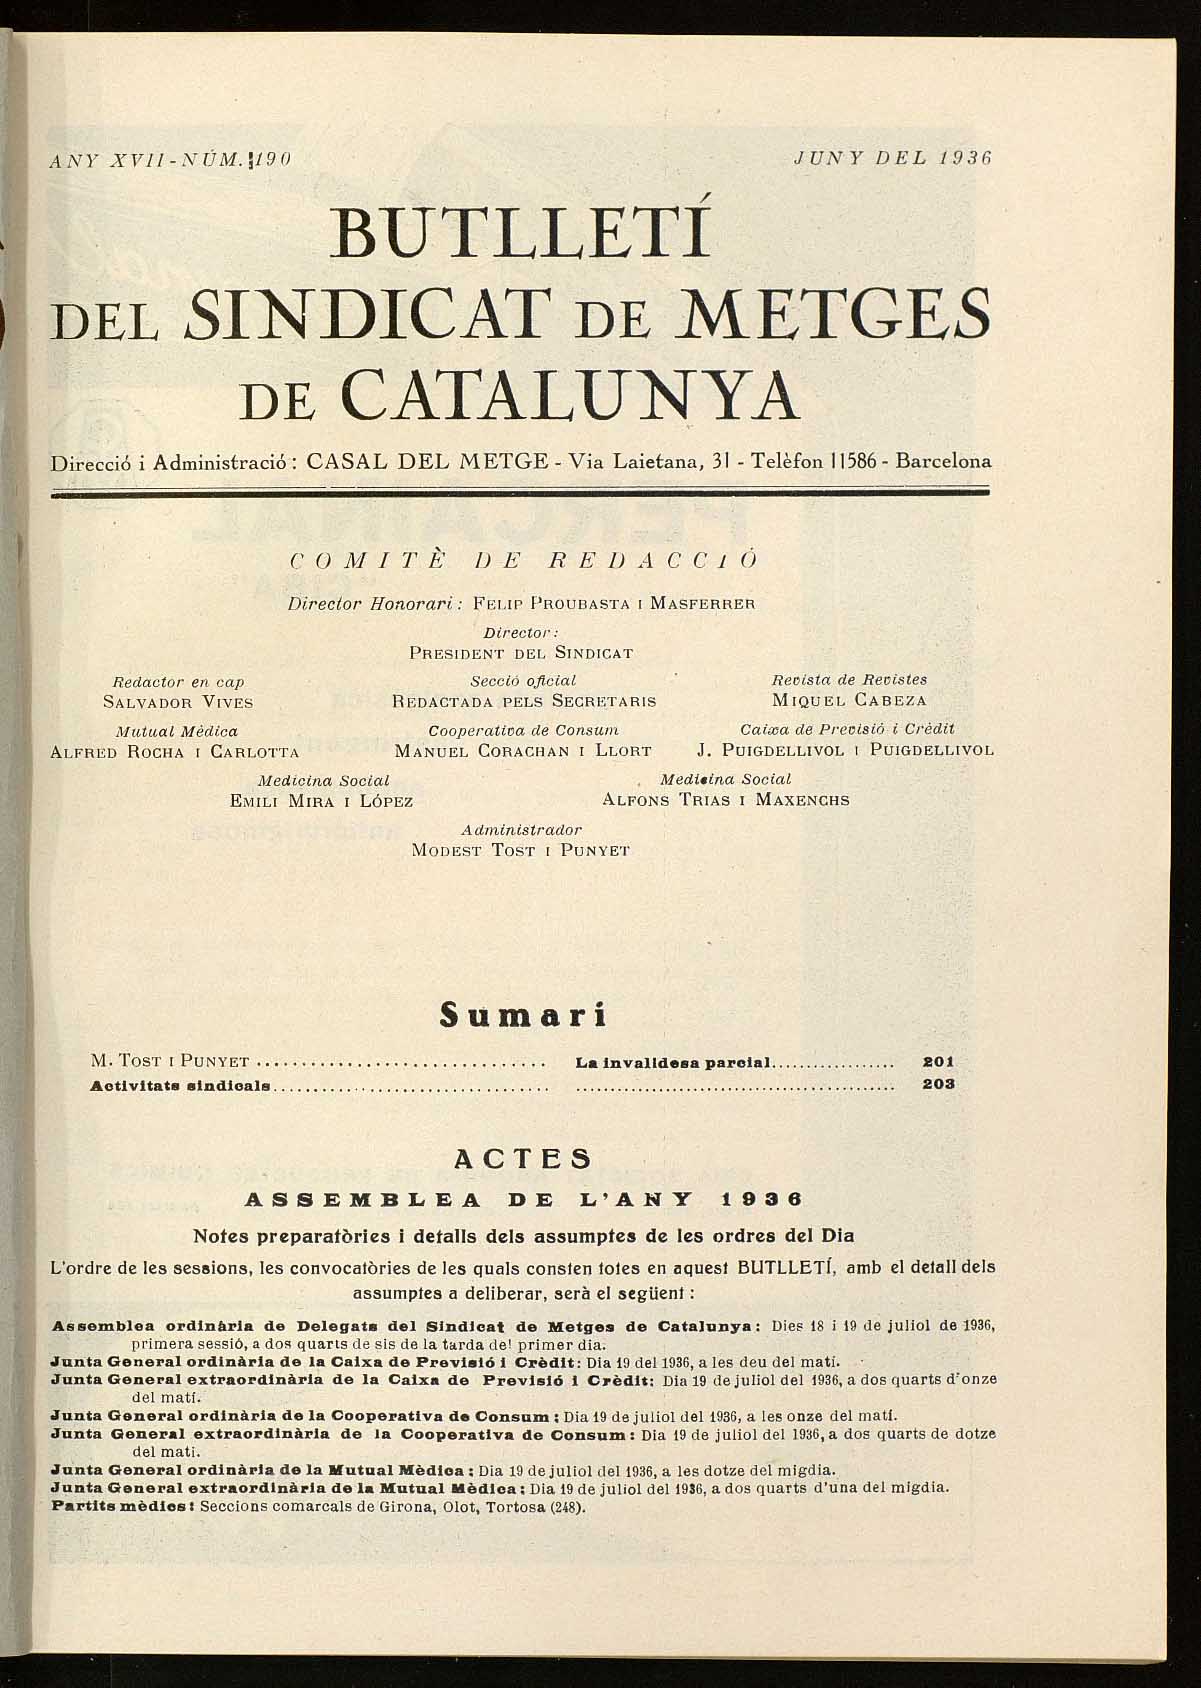 ANY XVII-NÚM. 190 JUNY DEL 1936
BUTLLETÍ
DEL SINDICAT DE METGES
DE CATALUNYA
Direcció i Administració: CASAL DEL METGE - Via Laietana, 31 - Telèfon 11586 - Barcelona
COMITÈ DE REDACCIÓ
Director Honorari: FELIP PROUBASTA I MASFERRER
Director:
PRESIDENT DEL SINDICAT
Redactor en cap Secció oficial Revista de Revistes
SALVADOR VIVES REDACTADA PELS SECRETARIS MIQUEL CABEZA
Mutual Mèdica Cooperativa de Consum Caixa de Previsió i Crèdit
ALFRED ROCHA I CARLOTTA MANUEL CORACHAN I LLORT J. PUIGDELLIVOL I PUIGDELLIVOL
Medicina Social Medicina Social
EMILI MIRA I LÓPEZ ALFONS TRIAS I MAXENCHS
Administrador
MODEST TOST I PUNYET
Sumari
M. TOST I PUNYET ................................ La invalidesa parcial.................. 201
Activitats sindicals................................... ........................................... 203
ACTES
ASSEMBLEA DE L'ANY 1936
Notes preparatòries i detalls dels assumptes de les ordres del Dia
L'ordre de les sessions, les convocatòries de les quals consten totes en aquest BUTLLETÍ, amb el detall dels
assumptes a deliberar, serà el següent :
Assemblea ordinària de Delegats del Sindicat de Metges de Catalunya: Dies 18 i 19 de juliol de 1936,
primera sessió, a dos quarts de sis de la tarda del primer dia.
Junta General ordinària de la Caixa de Previsió i Crèdit: Dia 19 del 1936, a les deu del matí.
Junta General extraordinària de la Caixa de Previsió i Crèdit: Dia 19 de juliol del 1936, a dos quarts d'onze
del matí.
Junta General ordinària de la Cooperativa de Consum : Dia 19 de juliol del 1936, a les onze del matí.
Junta General extraordinària de la Cooperativa de Consum : Dia 19 de juliol del 1936, a dos quarts de dotze
del mati.
Junta General ordinària de la Mutual Mèdica : Dia 19 de juliol del 1936, a les dotze del migdia.
Junta General extraordinària de la Mutual Mèdica : Dia 19 de juliol del 1936, a dos quarts d'una del migdia.
Partits mèdics : Seccions comarcals de Girona, Olot, Tortosa (248).